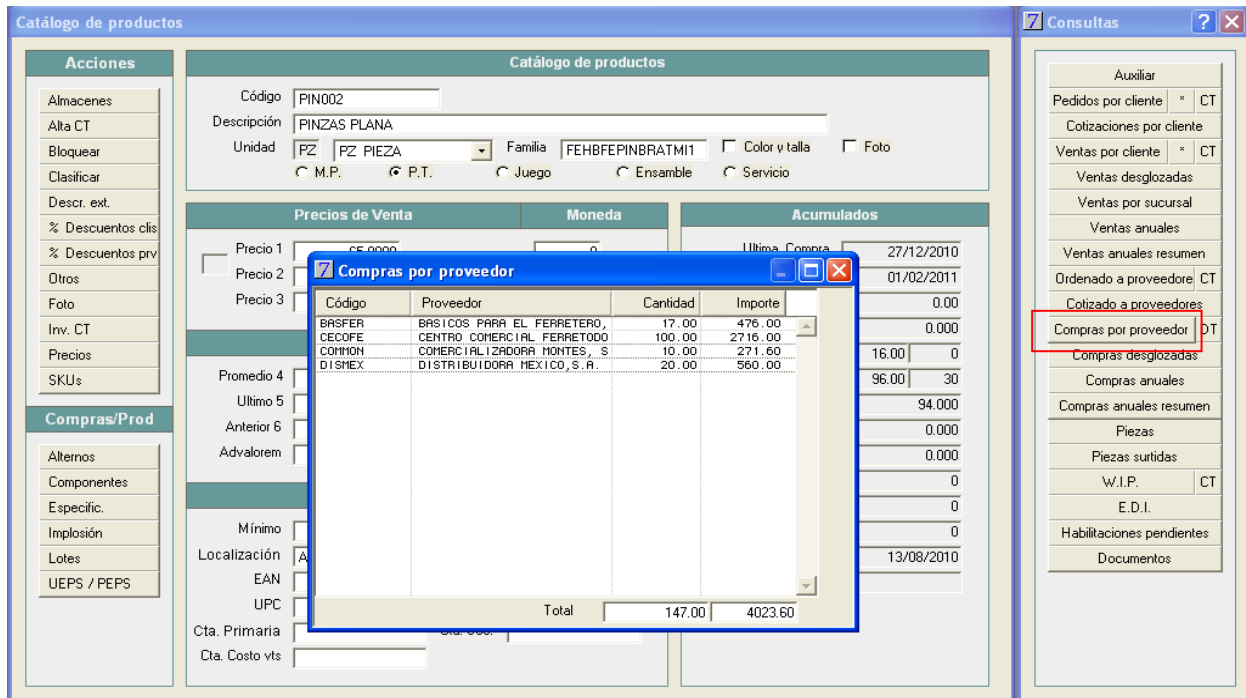 Catálogo de productos
Acciones
Almacenes
Alta CT
Bloquear
Clasificar
Descr. ext.
% Descuentos clis
% Descuentos prv
Otros
Foto
Inv. CT
Precios
SKUs
Compras/Prod
Alternos
Componentes
Especific.
Implosión
Lotes
UEPS / PEPS
Catálogo de productos
Código PIN002
Descripción PINZAS PLANA
Unidad PZ PZ PIEZA Familia FEHBFEPINBRATMI1 Color y talla Foto
M.P. P.T. Juego Ensamble Servicio
Precios de Venta Moneda
Precio 1
Precio 2
Precio 3
Promedio 4
Ultimo 5
Anterior 6
Advalorem
Mínimo
Localización A
EAN
UPC
Cta. Primaria
Cta. Costo vts
Acumulados
Ultima Compra 27/12/2010
01/02/2011
0.00
0.000
16.00 0
96.00 30
94.000
0.000
0.000
0
0
0
13/08/2010
7 Compras por proveedor
Código Proveedor Cantidad Importe
BASFER BASICOS PARA EL FERRETERO, 17.00 476.00
CECOFE CENTRO COMERCIAL FERRETODO 100.00 2716.00
COMMON COMERCIALIZADORA MONTES, S 10.00 271.60
DISMEX DISTRIBUIDORA MEXICO,S.A. 20.00 560.00
Total 147.00 4023.60
7 Consultas ? X
Auxiliar
Pedidos por cliente * CT
Cotizaciones por cliente
Ventas por cliente * CT
Ventas desglozadas
Ventas por sucursal
Ventas anuales
Ventas anuales resumen
Ordenado a proveedore CT
Cotizado a proveedores
Compras por proveedor
Compras desglozadas
Compras anuales
Compras anuales resumen
Piezas
Piezas surtidas
W.I.P. CT
E.D.I.
Habilitaciones pendientes
Documentos